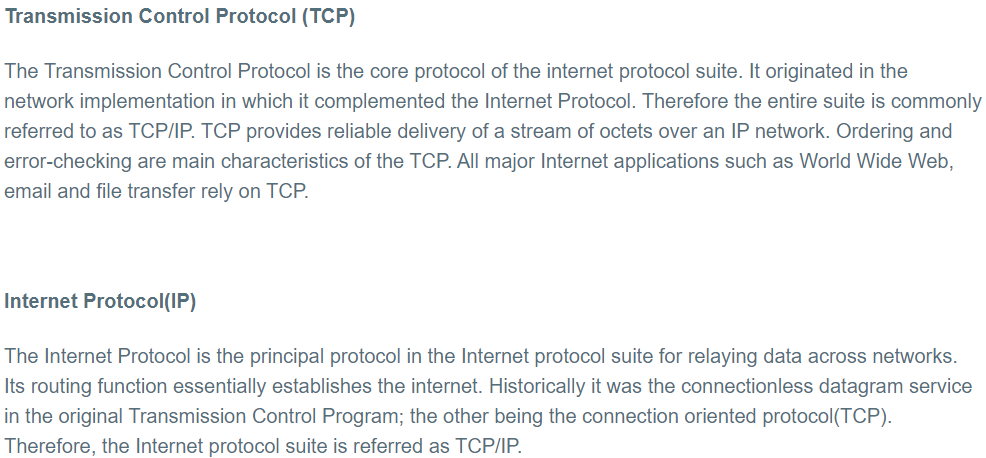 Transmission Control Protocol (TCP)
The Transmission Control Protocol is the core protocol of the internet protocol suite. It originated in the
network implementation in which it complemented the Internet Protocol. Therefore the entire suite is commonly
referred to as TCP/IP. TCP provides reliable delivery of a stream of octets over an IP network. Ordering and
error-checking are main characteristics of the TCP. All major Internet applications such as World Wide Web,
email and file transfer rely on TCP.
Internet Protocol(IP)
The Internet Protocol is the principal protocol in the Internet protocol suite for relaying data across networks.
Its routing function essentially establishes the internet. Historically it was the connectionless datagram service
in the original Transmission Control Program; the other being the connection oriented protocol(TCP).
Therefore, the Internet protocol suite is referred as TCP/IP.